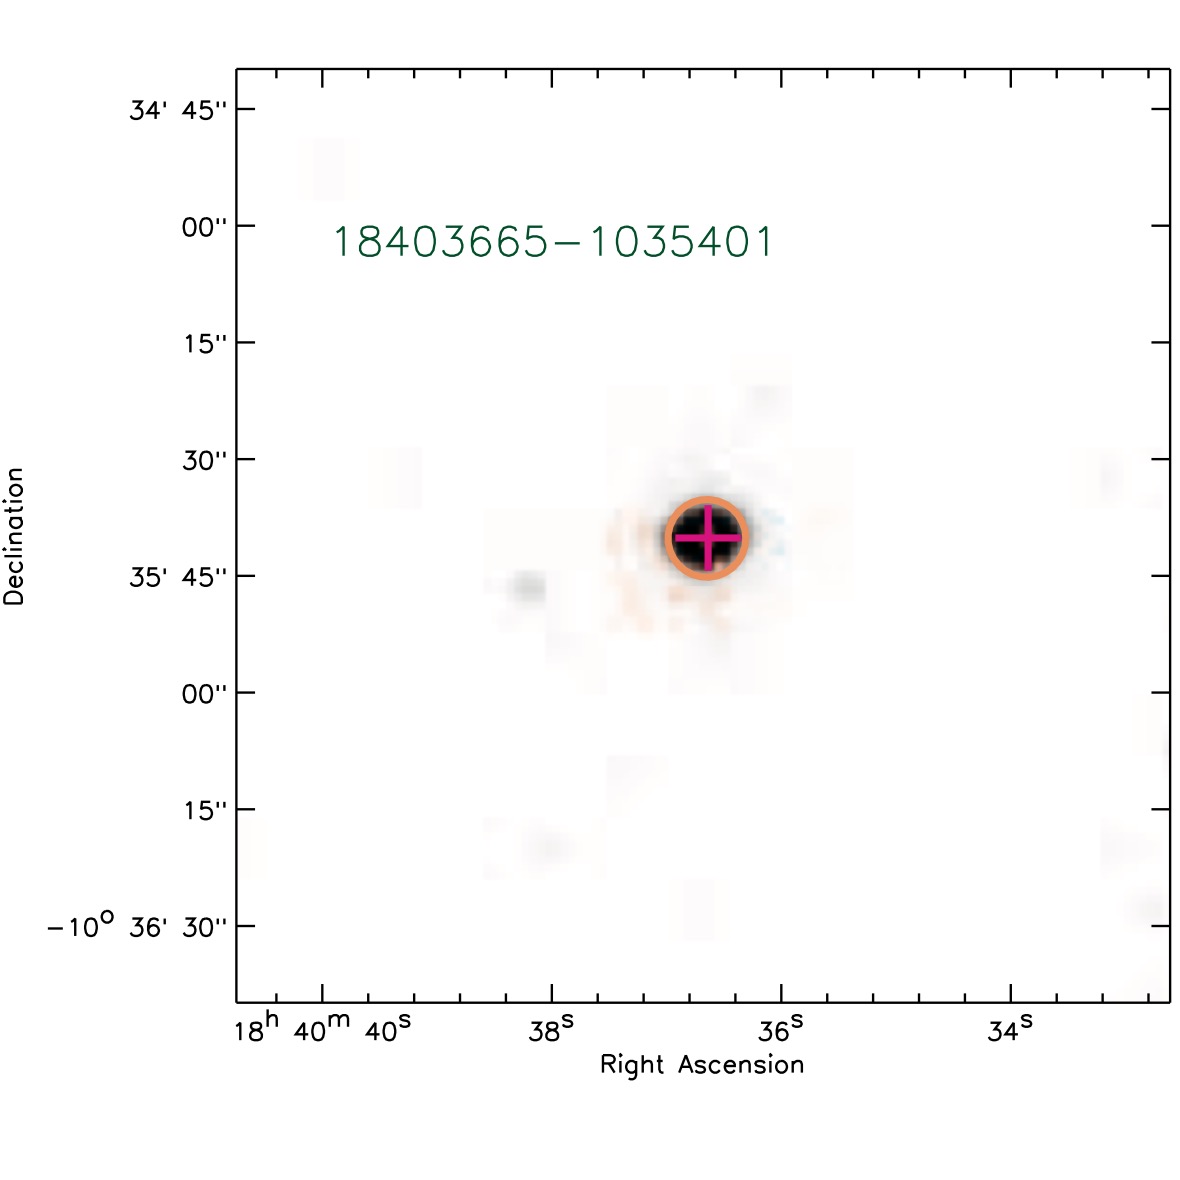 34' 45"
00"
18403665-1035401
15"
30"
Declination
35' 45"
00"
15"
-10° 36' 30"
18h 40m 40s 38s 36s 34s
Right Ascension